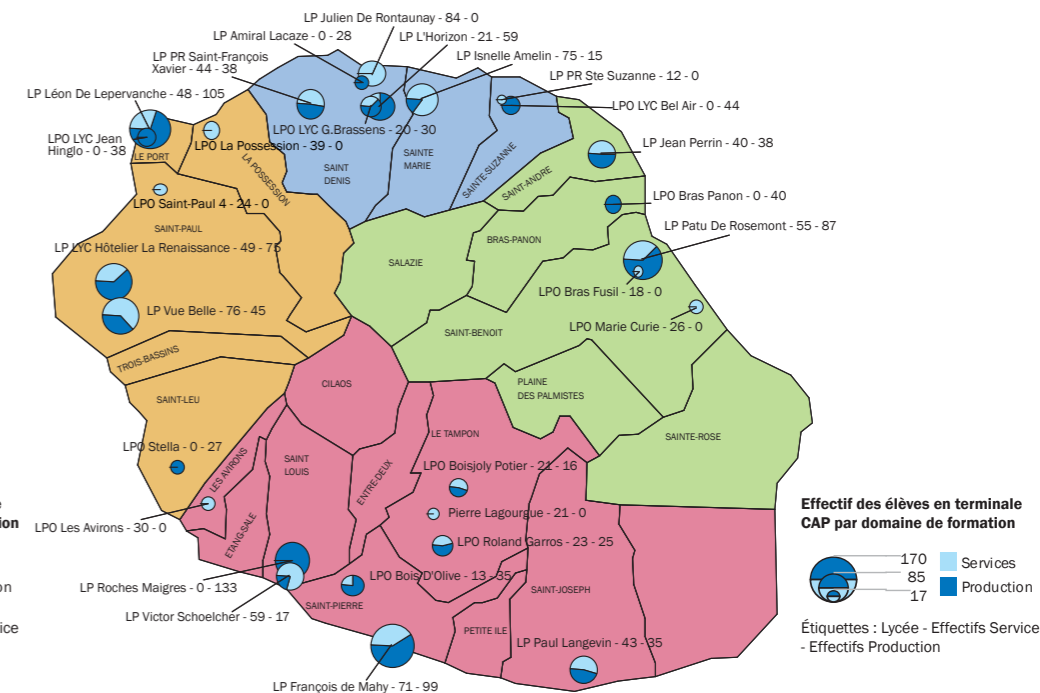 LP Julien De Rontaunay - 84 - 0
LP Amiral Lacaze - 0 - 28
LP L'Horizon - 21 - 59
LP PR Saint-François
Xavier - 44 - 38
LP Isnelle Amelin - 75 - 15
LP PR Ste Suzanne - 12 - 0
LP Léon De Lepervanche - 48 - 105
LPO LYC Bel Air - 0 - 44
LPO LYC G.Brassens - 20 - 30
LPO LYC Jean
Hinglo - 0 - 38
LPO La Possession - 39 - 0
LE PORT
LA POSSESSION
SAINT
DENIS
SAINTE
MARIE
SAINTE-SUZANNE
SAINT-ANDRE
LP Jean Perrin - 40 - 38
LPO Saint-Paul 4 - 24 - 0
LPO Bras Panon - 0 - 40
SAINT-PAUL
LP Patu De Rosemont - 55 - 87
BRAS-PANON
LP LYC Hôtelier La Renaissance - 49 - 75
SALAZIE
LPO Bras Fusil - 18 - 0
LP Vue Belle - 76 - 45
LPO Marie Curie - 26 - 0
SAINT-BENOIT
TROIS-BASSINS
CILAOS
PLAINE
DES PALMISTES
SAINT-LEU
LE TAMPON
SAINTE-ROSE
LPO Stella - 0 - 27
LES AVIRONS
SAINT
LOUIS
ENTRE-DEUX
LPO Boisjoly Potier - 21 - 16
Pierre Lagourgue - 21 - 0
LPO Les Avirons - 30 - 0
ETANG-SALE
LPO Roland Garros - 23 - 25
LP Roches Maigres - 0 - 133
LPO Bois D'Olive - 13 - 35
SAINT-JOSEPH
SAINT-PIERRE
LP Victor Schoelcher - 59 - 17
PETITE ILE
LP Paul Langevin - 43 - 35
LP François de Mahy - 71 - 99
Effectif des élèves en terminale
CAP par domaine de formation
170
85
17
Services
Production
Étiquettes : Lycée - Effectifs Service
- Effectifs Production